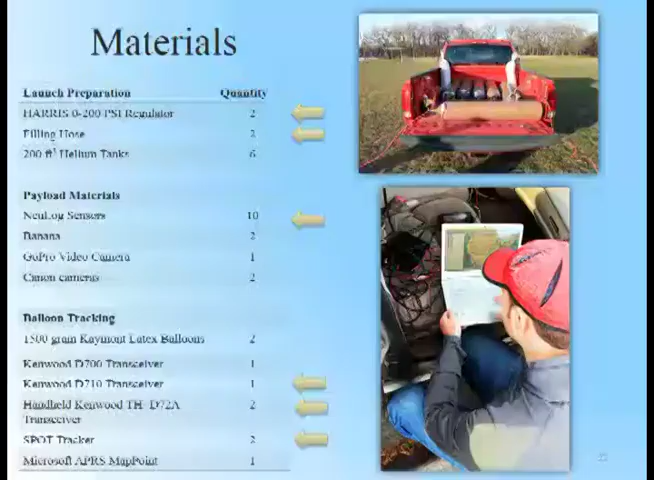 Materials
Launch Preparation Quantity
HARRIS 0-200 PSI Regulator 2
Filling Hose 2
200 ft³ Helium Tanks 6
Payload Materials
NeuLog Sensors 10
Banana 2
GoPro Video Camera 1
Canon cameras 2
Balloon Tracking
1500 gram Kaymont Latex Balloons 2
Kenwood D700 Transceiver 1
Kenwood D710 Transceiver 1
Handheld Kenwood TH- D72A 2
Transceiver
SPOT Tracker 2
Microsoft APRS MapPoint 1